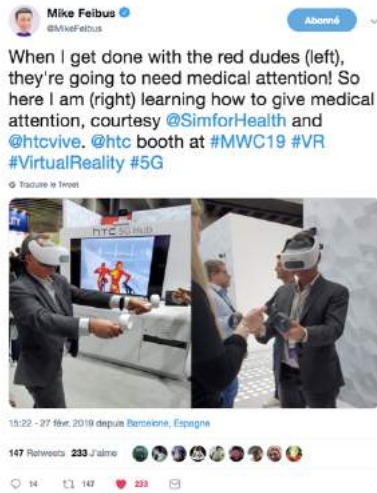 Mike Feibus
@MikeFeibus
Abonné
When I get done with the red dudes (left),
they're going to need medical attention! So
here I am (right) learning how to give medical
attention, courtesy @SimforHealth and
@htcvive. @htc booth at #MWC19 #VR
#VirtualReality #5G
Traduire le Tweet
hTC 5G Hub
15:22 - 27 févr. 2019 depuis Barcelone, Espagne
147 Retweets 233 J'aime
14 147 233